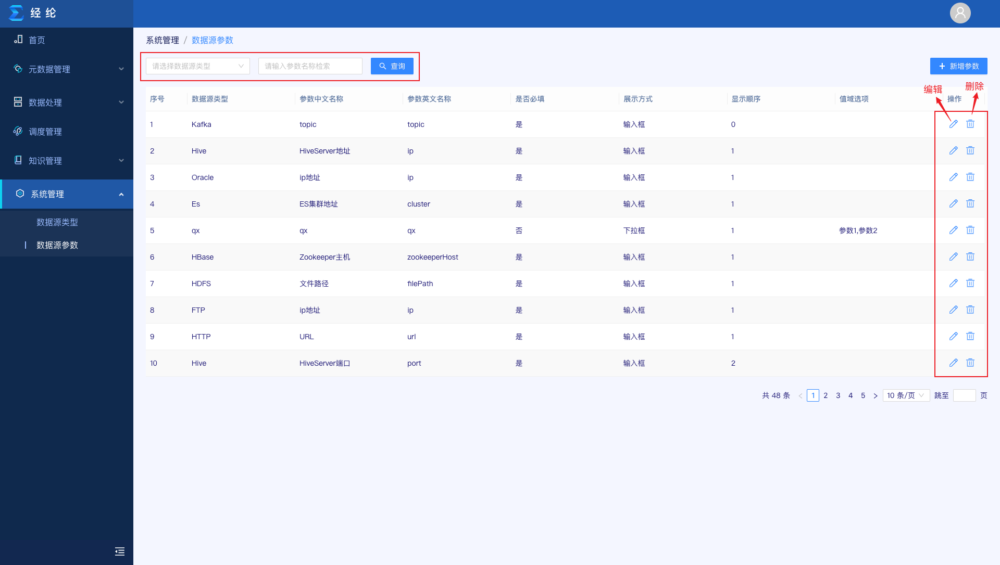 经纶
首页
元数据管理
数据处理
调度管理
知识管理
系统管理
数据源类型
数据源参数
系统管理 / 数据源参数
请选择数据源类型 请输入参数名称检索 查询 新增参数
编辑 删除
序号 数据源类型 参数中文名称 参数英文名称 是否必填 展示方式 显示顺序 值域选项 操作
1 Kafka topic topic 是 输入框 0
2 Hive HiveServer地址 ip 是 输入框 1
3 Oracle ip地址 ip 是 输入框 1
4 Es ES集群地址 cluster 是 输入框 1
5 qx qx qx 否 下拉框 1 参数1,参数2
6 HBase Zookeeper主机 zookeeperHost 是 输入框 1
7 HDFS 文件路径 filePath 是 输入框 1
8 FTP ip地址 ip 是 输入框 1
9 HTTP URL url 是 输入框 1
10 Hive HiveServer端口 port 是 输入框 2
共 48 条 < 1 2 3 4 5 > 10 条/页 跳至 页